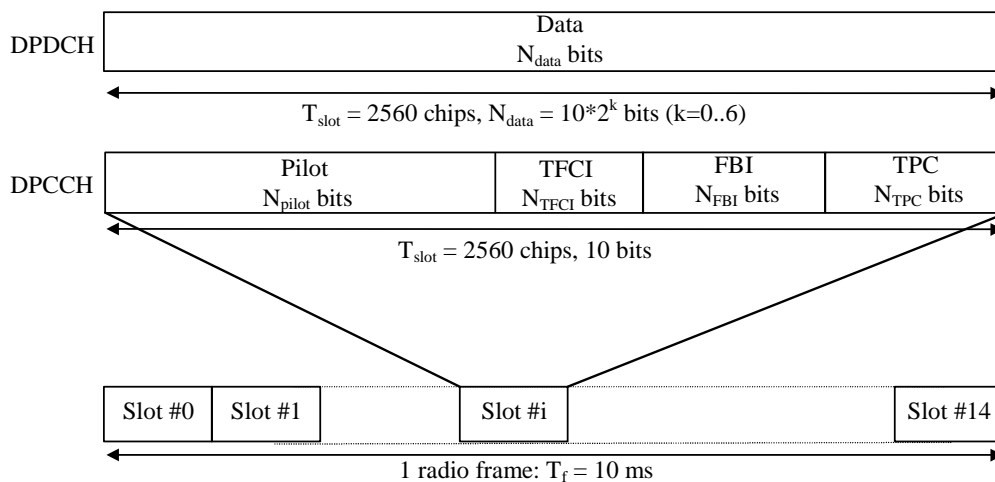 Data
DPDCH
N_data bits
T_slot = 2560 chips, N_data = 10*2^k bits (k=0..6)
Pilot TFCI FBI TPC
DPCCH
N_pilot bits N_TFCI bits N_FBI bits N_TPC bits
T_slot = 2560 chips, 10 bits
Slot #0 Slot #1 Slot #i Slot #14
1 radio frame: T_f = 10 ms